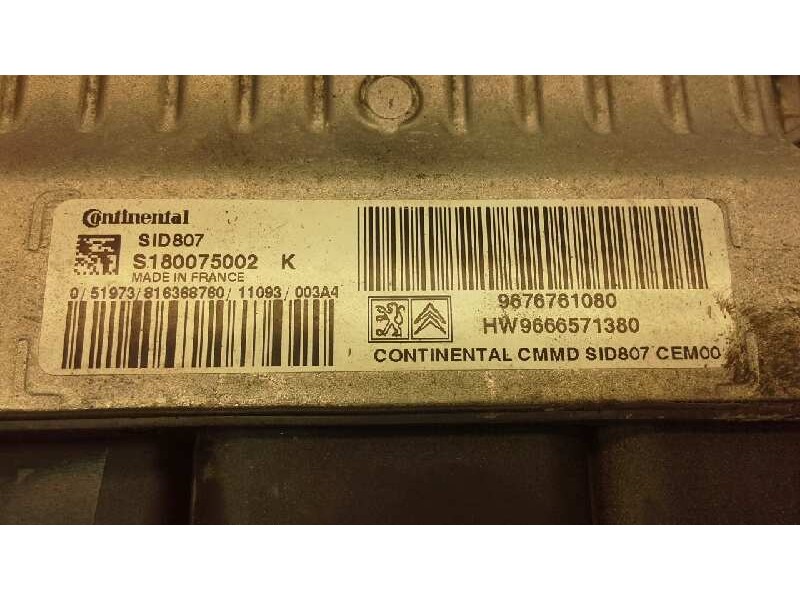 Continental
SID807
S180075002 K
MADE IN FRANCE
0/51973/816368760/11093/003A4
9676761080
HW9666571380
CONTINENTAL CMMD SID807 CEM00